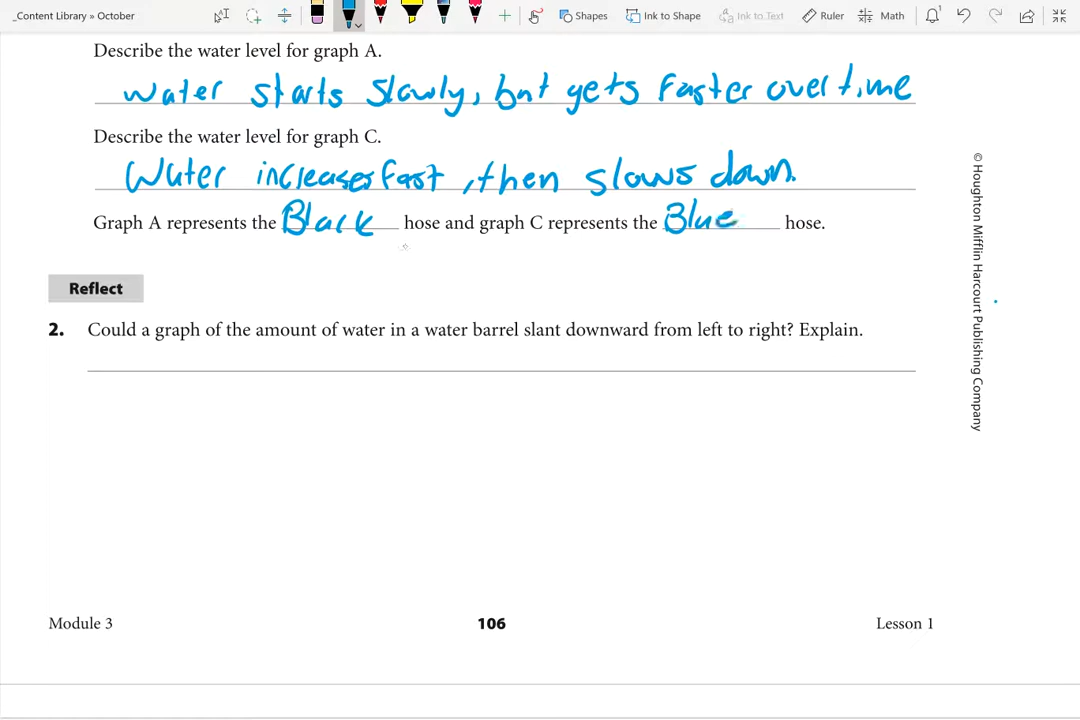 _Content Library » October
Shapes
Ink to Shape
Ink to Text
Ruler
Math
1
Describe the water level for graph A.
Water starts Slowly, but gets Faster over time
Describe the water level for graph C.
Water increases Fast, then slows down.
Graph A represents the Black hose and graph C represents the Blue hose.
Reflect
2. Could a graph of the amount of water in a water barrel slant downward from left to right? Explain.
© Houghton Mifflin Harcourt Publishing Company
Module 3
106
Lesson 1